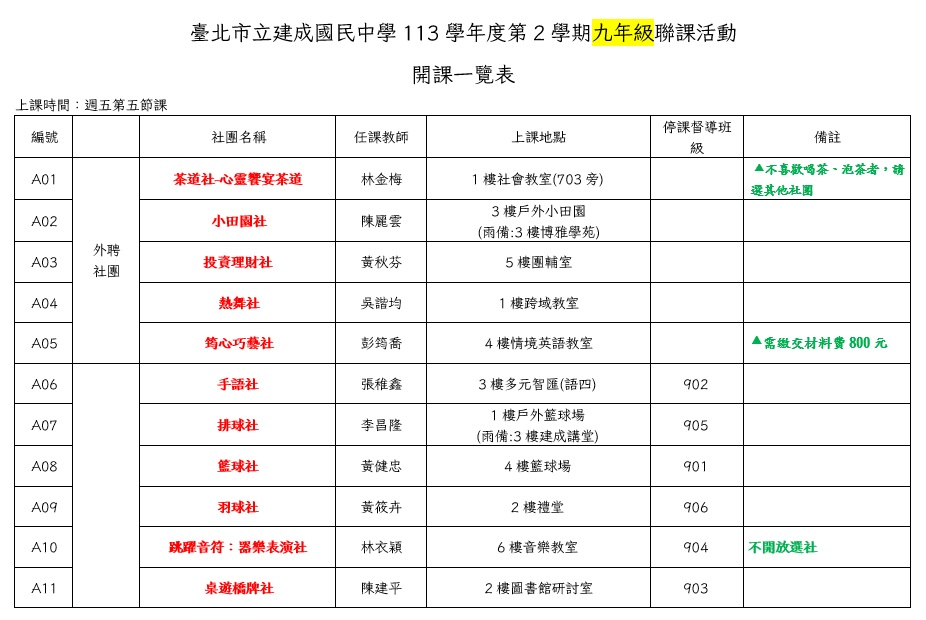 臺北市立建成國民中學 113 學年度第 2 學期九年級聯課活動
開課一覽表
上課時間：週五第五節課
編號 社團名稱 任課教師 上課地點 停課督導班級 備註
外聘社團
A01 茶道社-心靈饗宴茶道 林金梅 1 樓社會教室(703 旁) ▲不喜歡喝茶、泡茶者，請選其他社團
A02 小田園社 陳麗雲 3 樓戶外小田園 (雨備:3 樓博雅學苑)
A03 投資理財社 黃秋芬 5 樓團輔室
A04 熱舞社 吳諧均 1 樓跨域教室
A05 筠心巧藝社 彭筠喬 4 樓情境英語教室 ▲需繳交材料費 800 元
A06 手語社 張稚鑫 3 樓多元智匯(語四) 902
A07 排球社 李昌隆 1 樓戶外籃球場 (雨備:3 樓建成講堂) 905
A08 籃球社 黃健忠 4 樓籃球場 901
A09 羽球社 黃筱卉 2 樓禮堂 906
A10 跳躍音符：器樂表演社 林衣穎 6 樓音樂教室 904 不開放選社
A11 桌遊橋牌社 陳建平 2 樓圖書館研討室 903